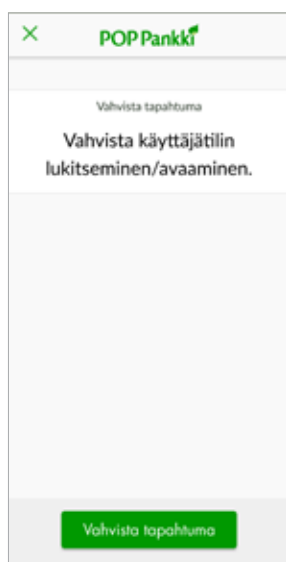 POP Pankki
Vahvista tapahtuma
Vahvista käyttäjätilin
lukitseminen/avaaminen.
Vahvista tapahtuma